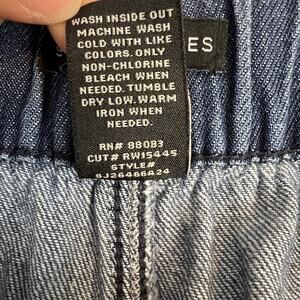 WASH INSIDE OUT
MACHINE WASH
COLD WITH LIKE
COLORS. ONLY
NON-CHLORINE
BLEACH WHEN
NEEDED. TUMBLE
DRY LOW. WARM
IRON WHEN
NEEDED.
RN# 88083
CUT# RW15445
STYLE#
BJ26466A24
ES